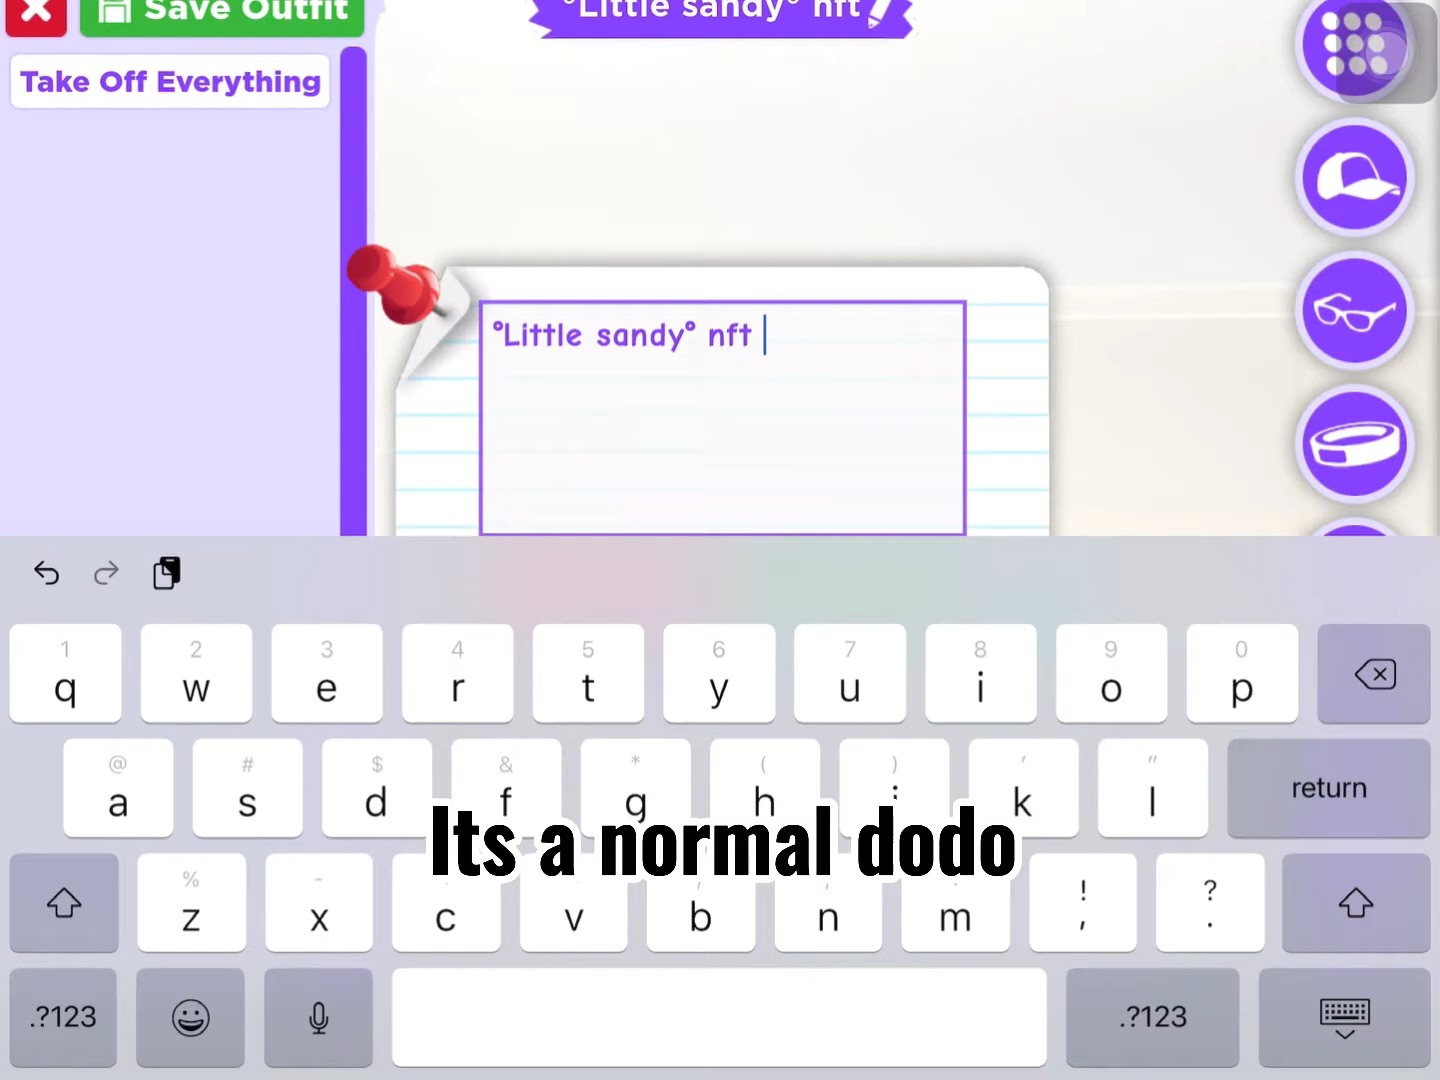 Save Outfit
°Little sandy° nft
Take Off Everything
°Little sandy° nft
1 2 3 4 5 6 7 8 9 0
q w e r t y u i o p
@ # $ & * ( ) ' "
a s d f g h k l
return
Its a normal dodo
% -
z x c v b n m ! , ? .
.?123
.?123